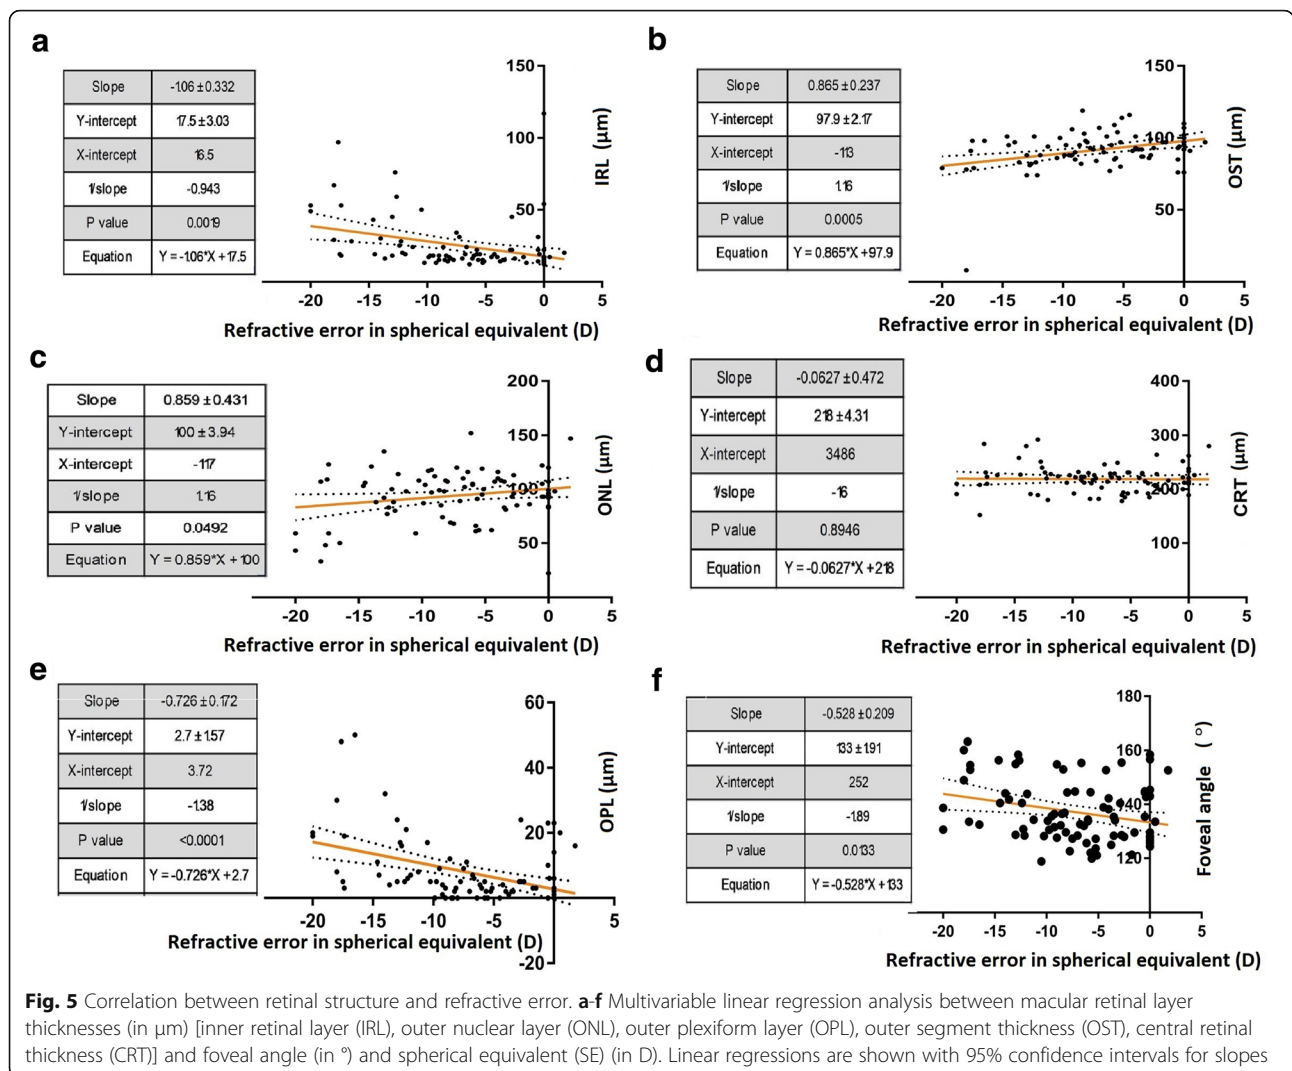 a
Slope -1.06 ± 0.332
Y-intercept 17.5 ± 3.03
X-intercept 16.5
1/slope -0.943
P value 0.0019
Equation Y = -1.06*X + 17.5
150
100
50
IRL (µm)
-20 -15 -10 -5 0 5
Refractive error in spherical equivalent (D)
b
Slope 0.865 ± 0.237
Y-intercept 97.9 ± 2.17
X-intercept -113
1/slope 1.16
P value 0.0005
Equation Y = 0.865*X + 97.9
150
100
50
OST (µm)
-20 -15 -10 -5 0 5
Refractive error in spherical equivalent (D)
c
Slope 0.859 ± 0.431
Y-intercept 100 ± 3.94
X-intercept -117
1/slope 1.16
P value 0.0492
Equation Y = 0.859*X + 100
200
150
100
50
ONL (µm)
-20 -15 -10 -5 0 5
Refractive error in spherical equivalent (D)
d
Slope -0.0627 ± 0.472
Y-intercept 218 ± 4.31
X-intercept 3486
1/slope -16
P value 0.8946
Equation Y = -0.0627*X + 218
400
300
200
100
CRT (µm)
-20 -15 -10 -5 0 5
Refractive error in spherical equivalent (D)
e
Slope -0.726 ± 0.172
Y-intercept 2.7 ± 1.57
X-intercept 3.72
1/slope -1.38
P value <0.0001
Equation Y = -0.726*X + 2.7
60
40
20
-20
OPL (µm)
-20 -15 -10 -5 0 5
Refractive error in spherical equivalent (D)
f
Slope -0.528 ± 0.209
Y-intercept 133 ± 1.91
X-intercept 252
1/slope -1.89
P value 0.0133
Equation Y = -0.528*X + 133
180
160
140
120
Foveal angle (°)
-20 -15 -10 -5 0 5
Refractive error in spherical equivalent (D)
Fig. 5 Correlation between retinal structure and refractive error. a-f Multivariable linear regression analysis between macular retinal layer
thicknesses (in µm) [inner retinal layer (IRL), outer nuclear layer (ONL), outer plexiform layer (OPL), outer segment thickness (OST), central retinal
thickness (CRT)] and foveal angle (in °) and spherical equivalent (SE) (in D). Linear regressions are shown with 95% confidence intervals for slopes